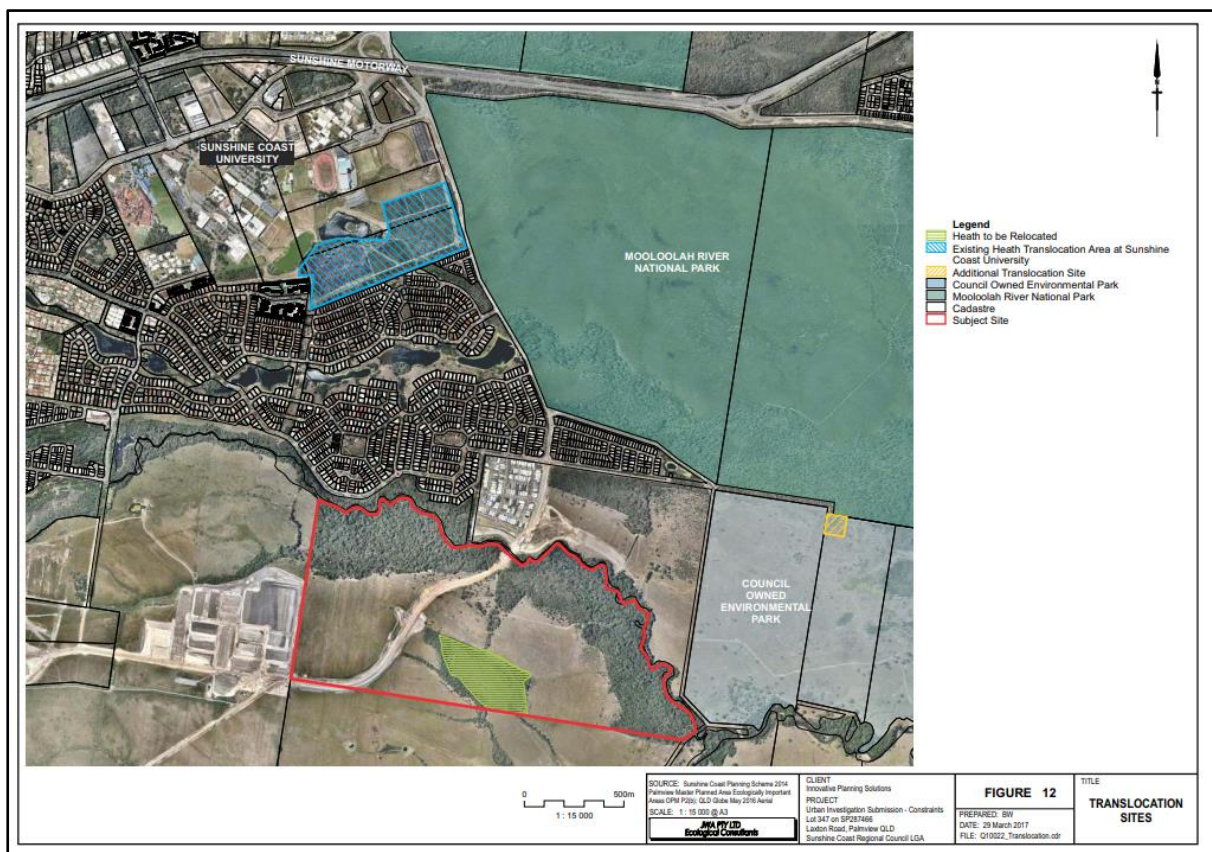 SUNSHINE MOTORWAY
SUNSHINE COAST
UNIVERSITY
MOOLOOLAH RIVER
NATIONAL PARK
COUNCIL
OWNED
ENVIRONMENTAL
PARK
Legend
Heath to be Relocated
Existing Heath Translocation Area at Sunshine
Coast University
Additional Translocation Site
Council Owned Environmental Park
Mooloolah River National Park
Cadastre
Subject Site
0 500m
1 : 15 000
SOURCE: Sunshine Coast Planning Scheme 2014
Palmview Master Planned Area Ecologically Important
Areas OPM P2(b); QLD Globe May 2016 Aerial
SCALE: 1 : 15 000 @ A3
JWA PTY LTD
Ecological Consultants
CLIENT
Innovative Planning Solutions
PROJECT
Urban Investigation Submission - Constraints
Lot 347 on SP287466
Laxton Road, Palmview QLD
Sunshine Coast Regional Council LGA
FIGURE 12
PREPARED: BW
DATE: 29 March 2017
FILE: Q10022_Translocation.cdr
TITLE
TRANSLOCATION
SITES